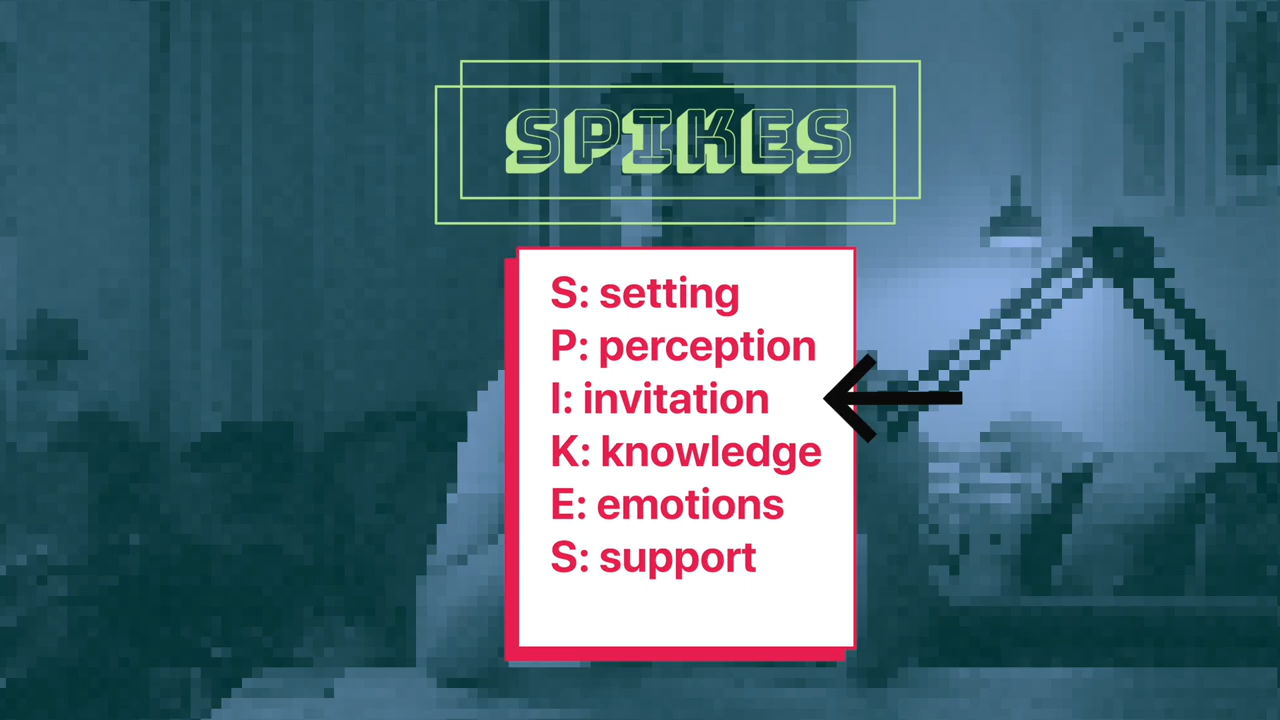 SPIKES
S: setting
P: perception
I: invitation
K: knowledge
E: emotions
S: support